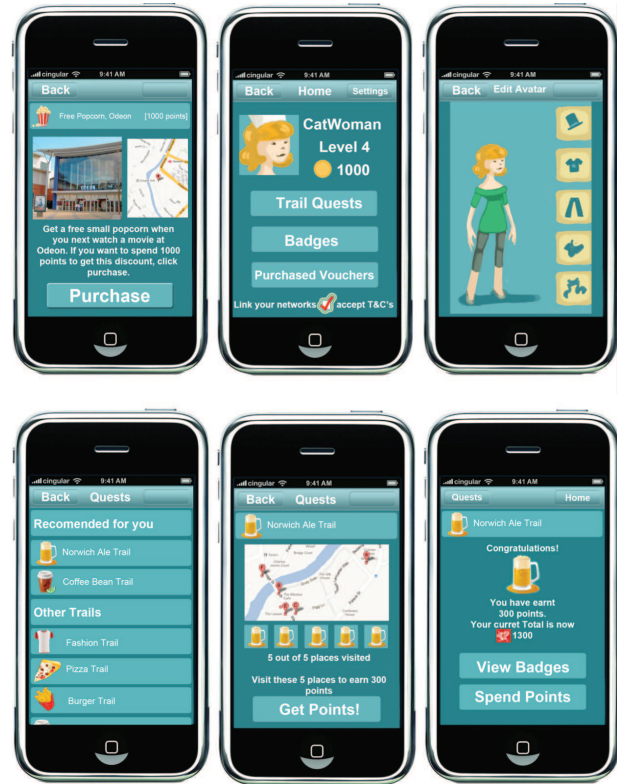 cingular 9:41 AM
Back
Free Popcorn, Odeon [1000 points]
Get a free small popcorn when
you next watch a movie at
Odeon. If you want to spend 1000
points to get this discount, click
purchase.
Purchase
cingular 9:41 AM
Back Home Settings
CatWoman
Level 4
1000
Trail Quests
Badges
Purchased Vouchers
Link your networks accept T&C's
cingular 9:41 AM
Back Edit Avatar
cingular 9:41 AM
Back Quests
Recomended for you
Norwich Ale Trail
Coffee Bean Trail
Other Trails
Fashion Trail
Pizza Trail
Burger Trail
cingular 9:41 AM
Back Quests
Norwich Ale Trail
5 out of 5 places visited
Visit these 5 places to earn 300
points
Get Points!
cingular 9:41 AM
Quests Home
Norwich Ale Trail
Congratulations!
You have earnt
300 points.
Your curret Total is now
1300
View Badges
Spend Points